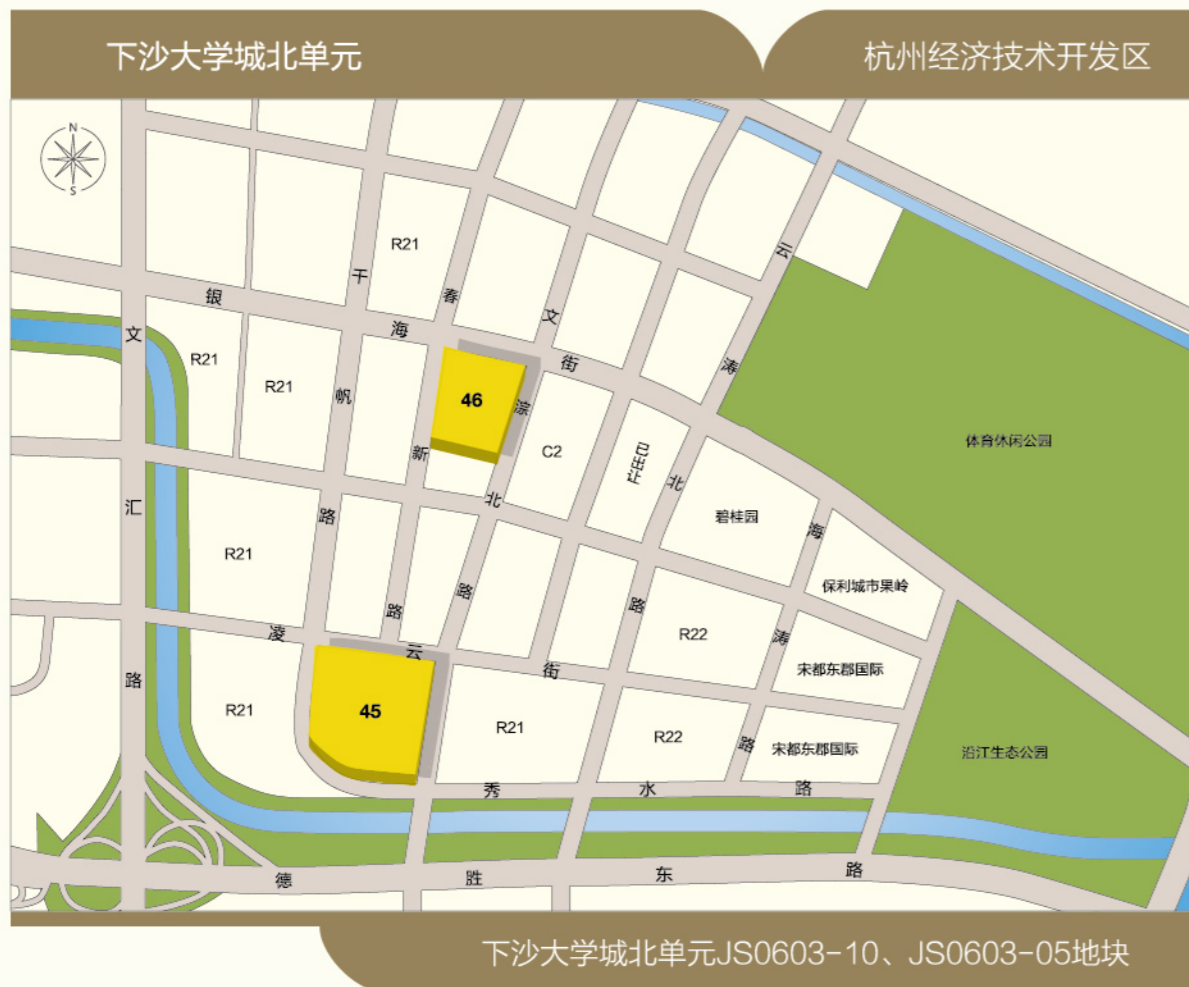 下沙大学城北单元
杭州经济技术开发区
N
S
银海街
文汇路
千帆路
春新路
文
北路
云涛北路
海涛路
凌云街
秀水路
德胜东路
R21
R21
R21
46
C2
体育休闲公园
碧桂园
R21
保利城市果岭
R22
宋都东郡国际
R21
45
R21
R22
宋都东郡国际
沿江生态公园
下沙大学城北单元JS0603-10、JS0603-05地块